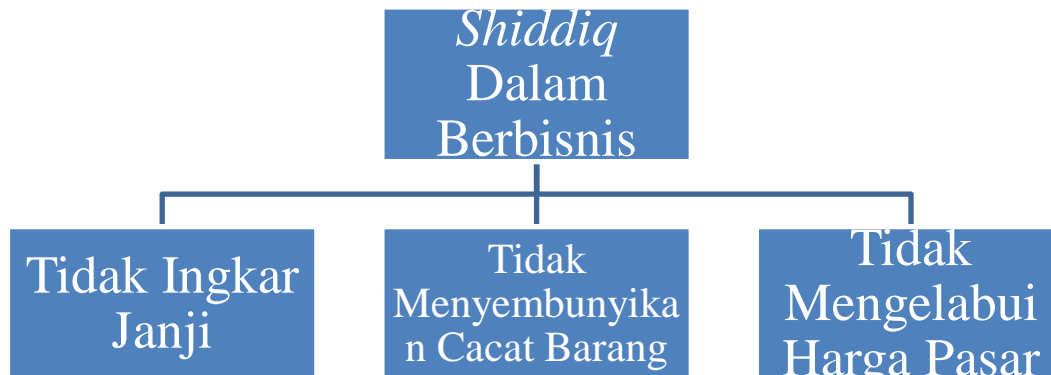 Shiddiq
Dalam
Berbisnis
Tidak Ingkar
Janji
Tidak
Menyembunyika
n Cacat Barang
Tidak
Mengelabui
Harga Pasar